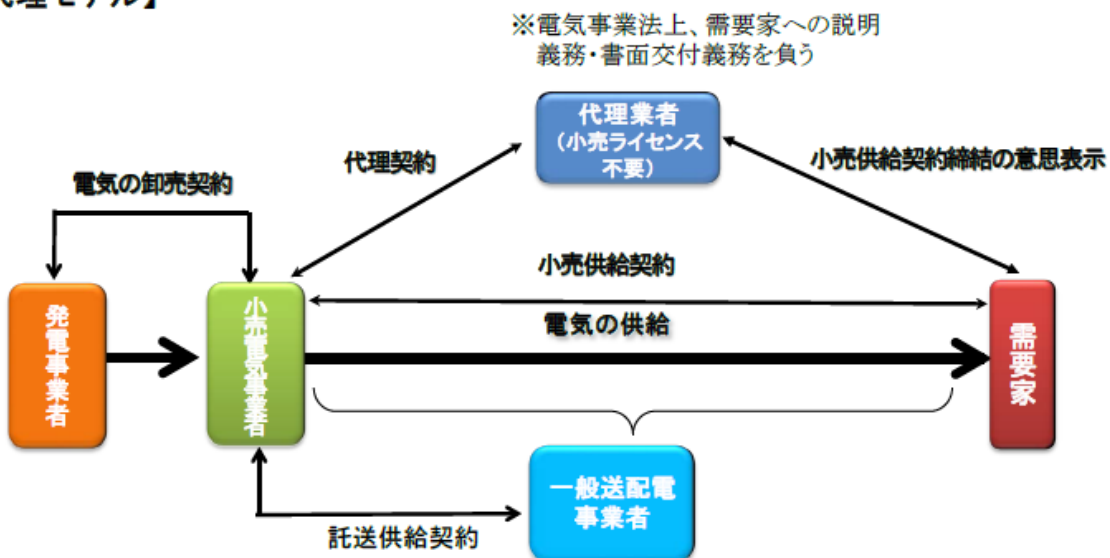 代理モデル】
※電気事業法上、需要家への説明
義務・書面交付義務を負う
代理業者
(小売ライセンス
不要)
代理契約
小売供給契約締結の意思表示
電気の卸売契約
小売供給契約
電気の供給
発電事業者
小売電気事業者
需要家
一般送配電
事業者
託送供給契約